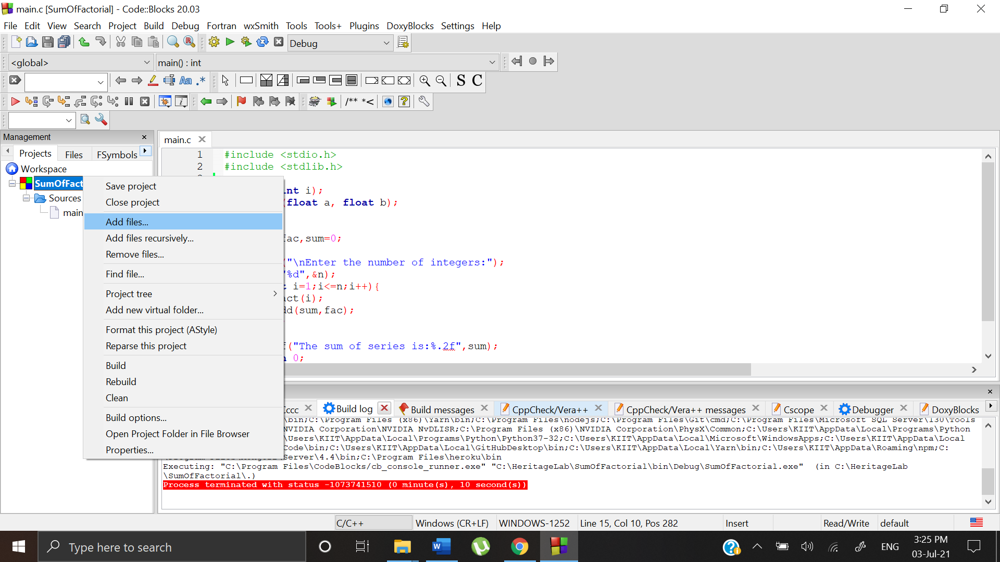 main.c [SumOfFactorial] - Code::Blocks 20.03
File Edit View Search Project Build Debug Fortran wxSmith Tools Tools+ Plugins DoxyBlocks Settings Help
Debug
<global> main() : int
Aa .* S C
/** *<
Management
Projects Files FSymbols
Workspace
SumOfFact
Sources
main
Save project
Close project
Add files...
Add files recursively...
Remove files...
Find file...
Project tree
Add new virtual folder...
Format this project (AStyle)
Reparse this project
Build
Rebuild
Clean
Build options...
Open Project Folder in File Browser
Properties...
main.c
1 #include <stdio.h>
2 #include <stdlib.h>
int i);
(float a, float b);
fac,sum=0;
("\nEnter the number of integers:");
"%d",&n);
t i=1;i<=n;i++){
act(i);
dd(sum,fac);
f("The sum of series is:%.2f",sum);
n 0;
Cccc Build log Build messages CppCheck/Vera++ CppCheck/Vera++ messages Cscope Debugger DoxyBlocks
\bin;C:\Program Files (x86)\Yarn\bin;C:\Program Files\nodejs;C:\Program Files\Git\cmd;C:\Program Files\Microsoft SQL Server\130\Tools
NVIDIA Corporation\NVIDIA NvDLISR;C:\Program Files (x86)\NVIDIA Corporation\PhysX\Common;C:\Users\KIIT\AppData\Local\Programs\Python
\Users\KIIT\AppData\Local\Programs\Python\Python37-32;C:\Users\KIIT\AppData\Local\Microsoft\WindowsApps;C:\Users\KIIT\AppData\Local
Code\bin;C:\Users\KIIT\AppData\Local\GitHubDesktop\bin;C:\Users\KIIT\AppData\Local\Yarn\bin;C:\Users\KIIT\AppData\Roaming\npm;C:
Server\4.4\bin;C:\Program Files\heroku\bin
Executing: "C:\Program Files\CodeBlocks/cb_console_runner.exe" "C:\HeritageLab\SumOfFactorial\bin\Debug\SumOfFactorial.exe" (in C:\HeritageLab
\SumOfFactorial\.)
Process terminated with status -1073741510 (0 minute(s), 10 second(s))
C/C++ Windows (CR+LF) WINDOWS-1252 Line 15, Col 10, Pos 282 Insert Read/Write default
Type here to search
ENG
3:25 PM
03-Jul-21